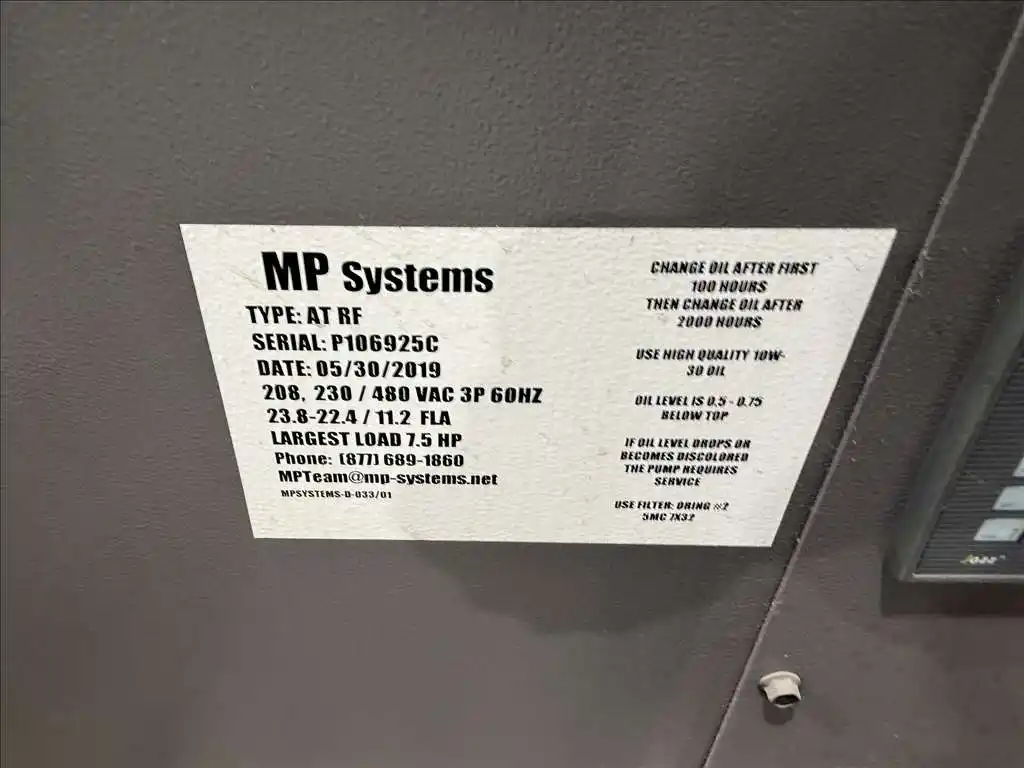 MP Systems
TYPE: AT RF
SERIAL: P106925C
DATE: 05/30/2019
208, 230 / 480 VAC 3P 60HZ
23.8-22.4 / 11.2 FLA
LARGEST LOAD 7.5 HP
Phone: (877) 689-1860
MPTeam@mp-systems.net
MPSYSTEMS-D-033/01
CHANGE OIL AFTER FIRST
100 HOURS
THEN CHANGE OIL AFTER
2000 HOURS
USE HIGH QUALITY 10W-
30 OIL
OIL LEVEL IS 0.5 - 0.75
BELOW TOP
IF OIL LEVEL DROPS OR
BECOMES DISCOLORED
THE PUMP REQUIRES
SERVICE
USE FILTER: ORING #2
5MC 7X32